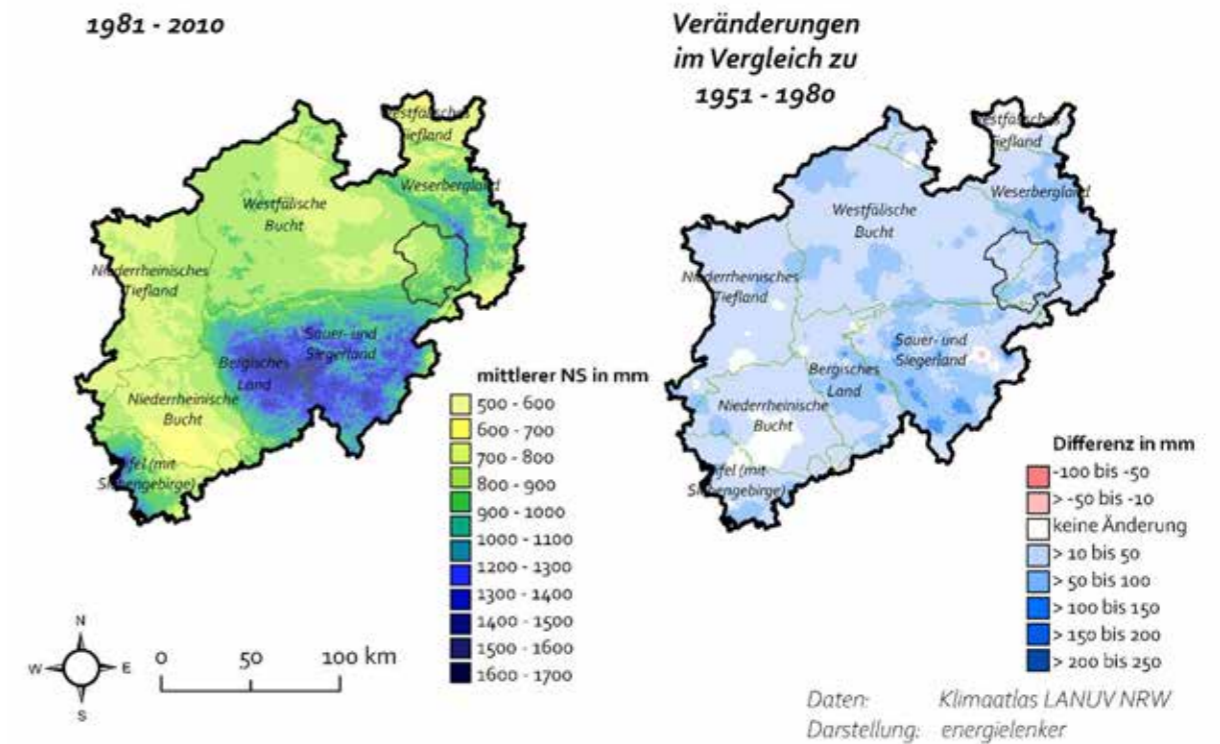 1981 - 2010
Westfälisches
Tiefland
Weserbergland
Westfälische
Bucht
Niederrheinisches
Tiefland
Sauer- und
Siegerland
Bergisches
Land
Niederrheinische
Bucht
Eifel (mit
Siebengebirge)
mittlerer NS in mm
500 - 600
600 - 700
700 - 800
800 - 900
900 - 1000
1000 - 1100
1200 - 1300
1300 - 1400
1400 - 1500
1500 - 1600
1600 - 1700
N
W
E
S
0 50 100 km
Veränderungen
im Vergleich zu
1951 - 1980
Westfälisches
Tiefland
Weserbergland
Westfälische
Bucht
Niederrheinisches
Tiefland
Sauer- und
Siegerland
Bergisches
Land
Niederrheinische
Bucht
Eifel (mit
Siebengebirge)
Differenz in mm
-100 bis -50
> -50 bis -10
keine Änderung
> 10 bis 50
> 50 bis 100
> 100 bis 150
> 150 bis 200
> 200 bis 250
Daten: Klimaatlas LANUV NRW
Darstellung: energielenker